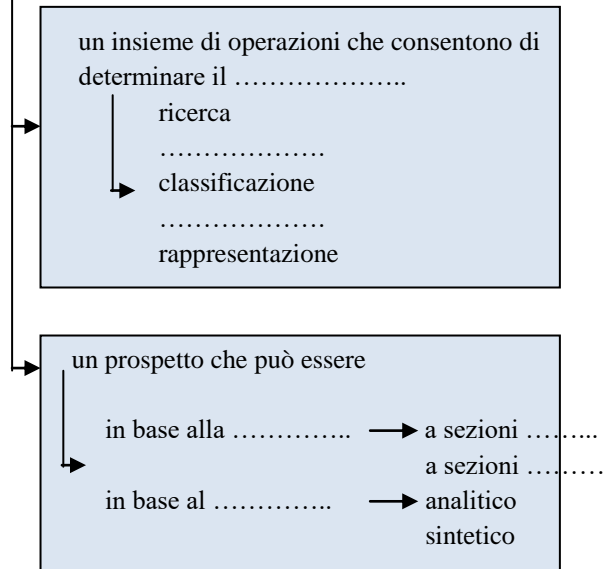 un insieme di operazioni che consentono di
determinare il ………………..
ricerca
……………….
classificazione
……………….
rappresentazione
un prospetto che può essere
in base alla ………….. a sezioni ……...
a sezioni ………
in base al ………….. analitico
sintetico